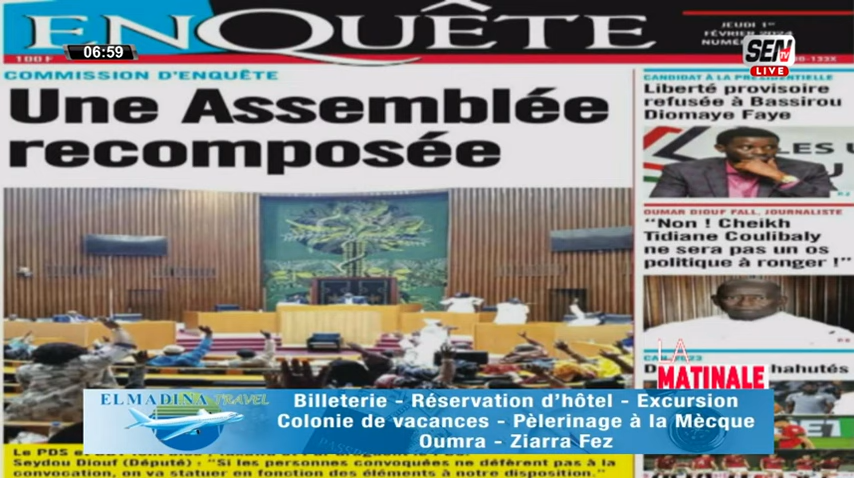 ENQUÊTE
JEUDI 1er
FÉVRIER 2024
06:59
100 F
SEN TV
LIVE
COMMISSION D'ENQUÊTE
Une Assemblée
recomposée
CANDIDAT À LA PRÉSIDENTIELLE
Liberté provisoire
refusée à Bassirou
Diomaye Faye
OUMAR DIOUF FALL, JOURNALISTE
"Non ! Cheikh
Tidiane Coulibaly
ne sera pas un os
politique à ronger !"
LA
MATINALE
ELMADINA TRAVEL
Billeterie - Réservation d'hôtel - Excursion
Colonie de vacances - Pèlerinage à la Mècque
Oumra - Ziarra Fez
Seydou Diouf (Député) : "Si les personnes convoquées ne défèrent pas à la
convocation, on va statuer en fonction des éléments à notre disposition."